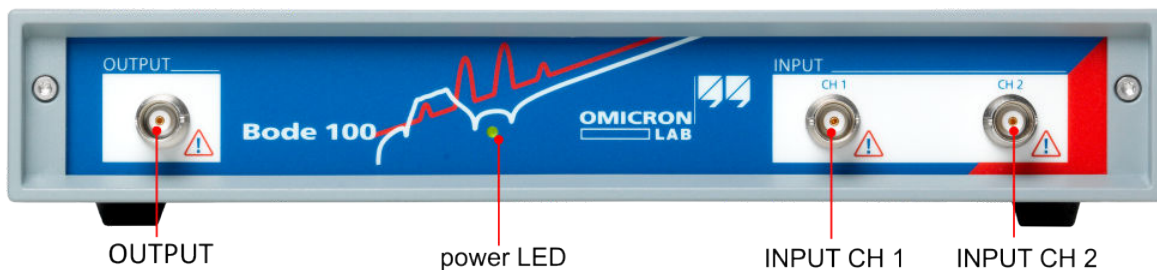 OUTPUT
INPUT
CH 1
CH 2
Bode 100
OMICRON
LAB
OUTPUT
power LED
INPUT CH 1
INPUT CH 2